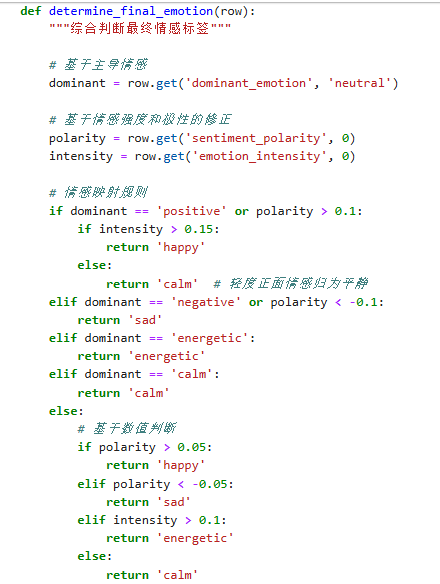 def determine_final_emotion(row):
    """综合判断最终情感标签"""
    # 基于主导情感
    dominant = row.get('dominant_emotion', 'neutral')
    # 基于情感强度和极性的修正
    polarity = row.get('sentiment_polarity', 0)
    intensity = row.get('emotion_intensity', 0)
    # 情感映射规则
    if dominant == 'positive' or polarity > 0.1:
        if intensity > 0.15:
            return 'happy'
        else:
            return 'calm'  # 轻度正面情感归为平静
    elif dominant == 'negative' or polarity < -0.1:
        return 'sad'
    elif dominant == 'energetic':
        return 'energetic'
    elif dominant == 'calm':
        return 'calm'
    else:
        # 基于数值判断
        if polarity > 0.05:
            return 'happy'
        elif polarity < -0.05:
            return 'sad'
        elif intensity > 0.1:
            return 'energetic'
        else:
            return 'calm'